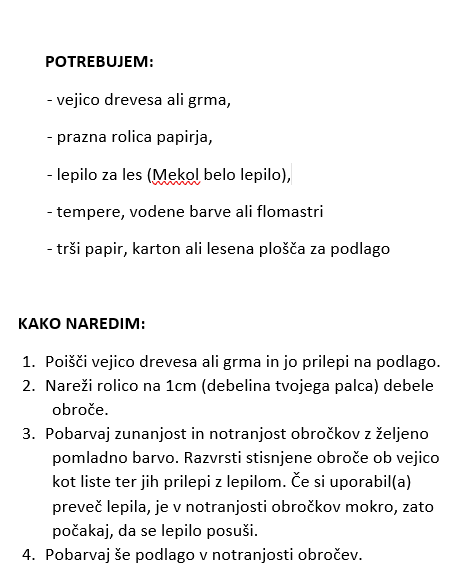 POTREBUJEM:
- vejico drevesa ali grma,
- prazna rolica papirja,
- lepilo za les (Mekol belo lepilo),
- tempere, vodene barve ali flomastri
- trši papir, karton ali lesena plošča za podlago
KAKO NAREDIM:
1. Poišči vejico drevesa ali grma in jo prilepi na podlago.
2. Nareži rolico na 1cm (debelina tvojega palca) debele
obroče.
3. Pobarvaj zunanjost in notranjost obročkov z željeno
pomladno barvo. Razvrsti stisnjene obroče ob vejico
kot liste ter jih prilepi z lepilom. Če si uporabil(a)
preveč lepila, je v notranjosti obročkov mokro, zato
počakaj, da se lepilo posuši.
4. Pobarvaj še podlago v notranjosti obročev.